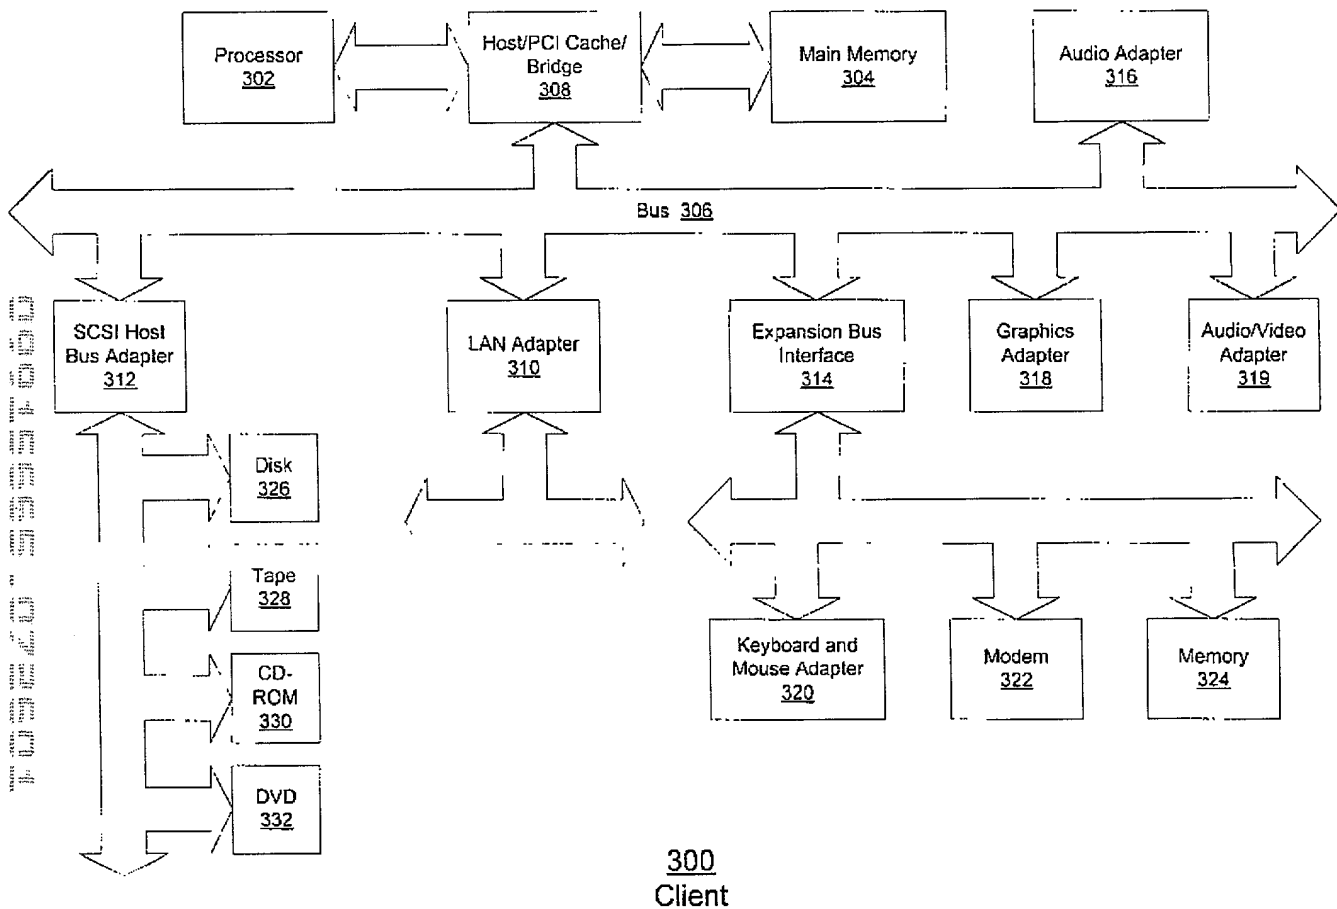 Processor
302
Host/PCI Cache/
Bridge
308
Main Memory
304
Audio Adapter
316
Bus 306
SCSI Host
Bus Adapter
312
LAN Adapter
310
Expansion Bus
Interface
314
Graphics
Adapter
318
Audio/Video
Adapter
319
Disk
326
Tape
328
CD-
ROM
330
DVD
332
Keyboard and
Mouse Adapter
320
Modem
322
Memory
324
300
Client